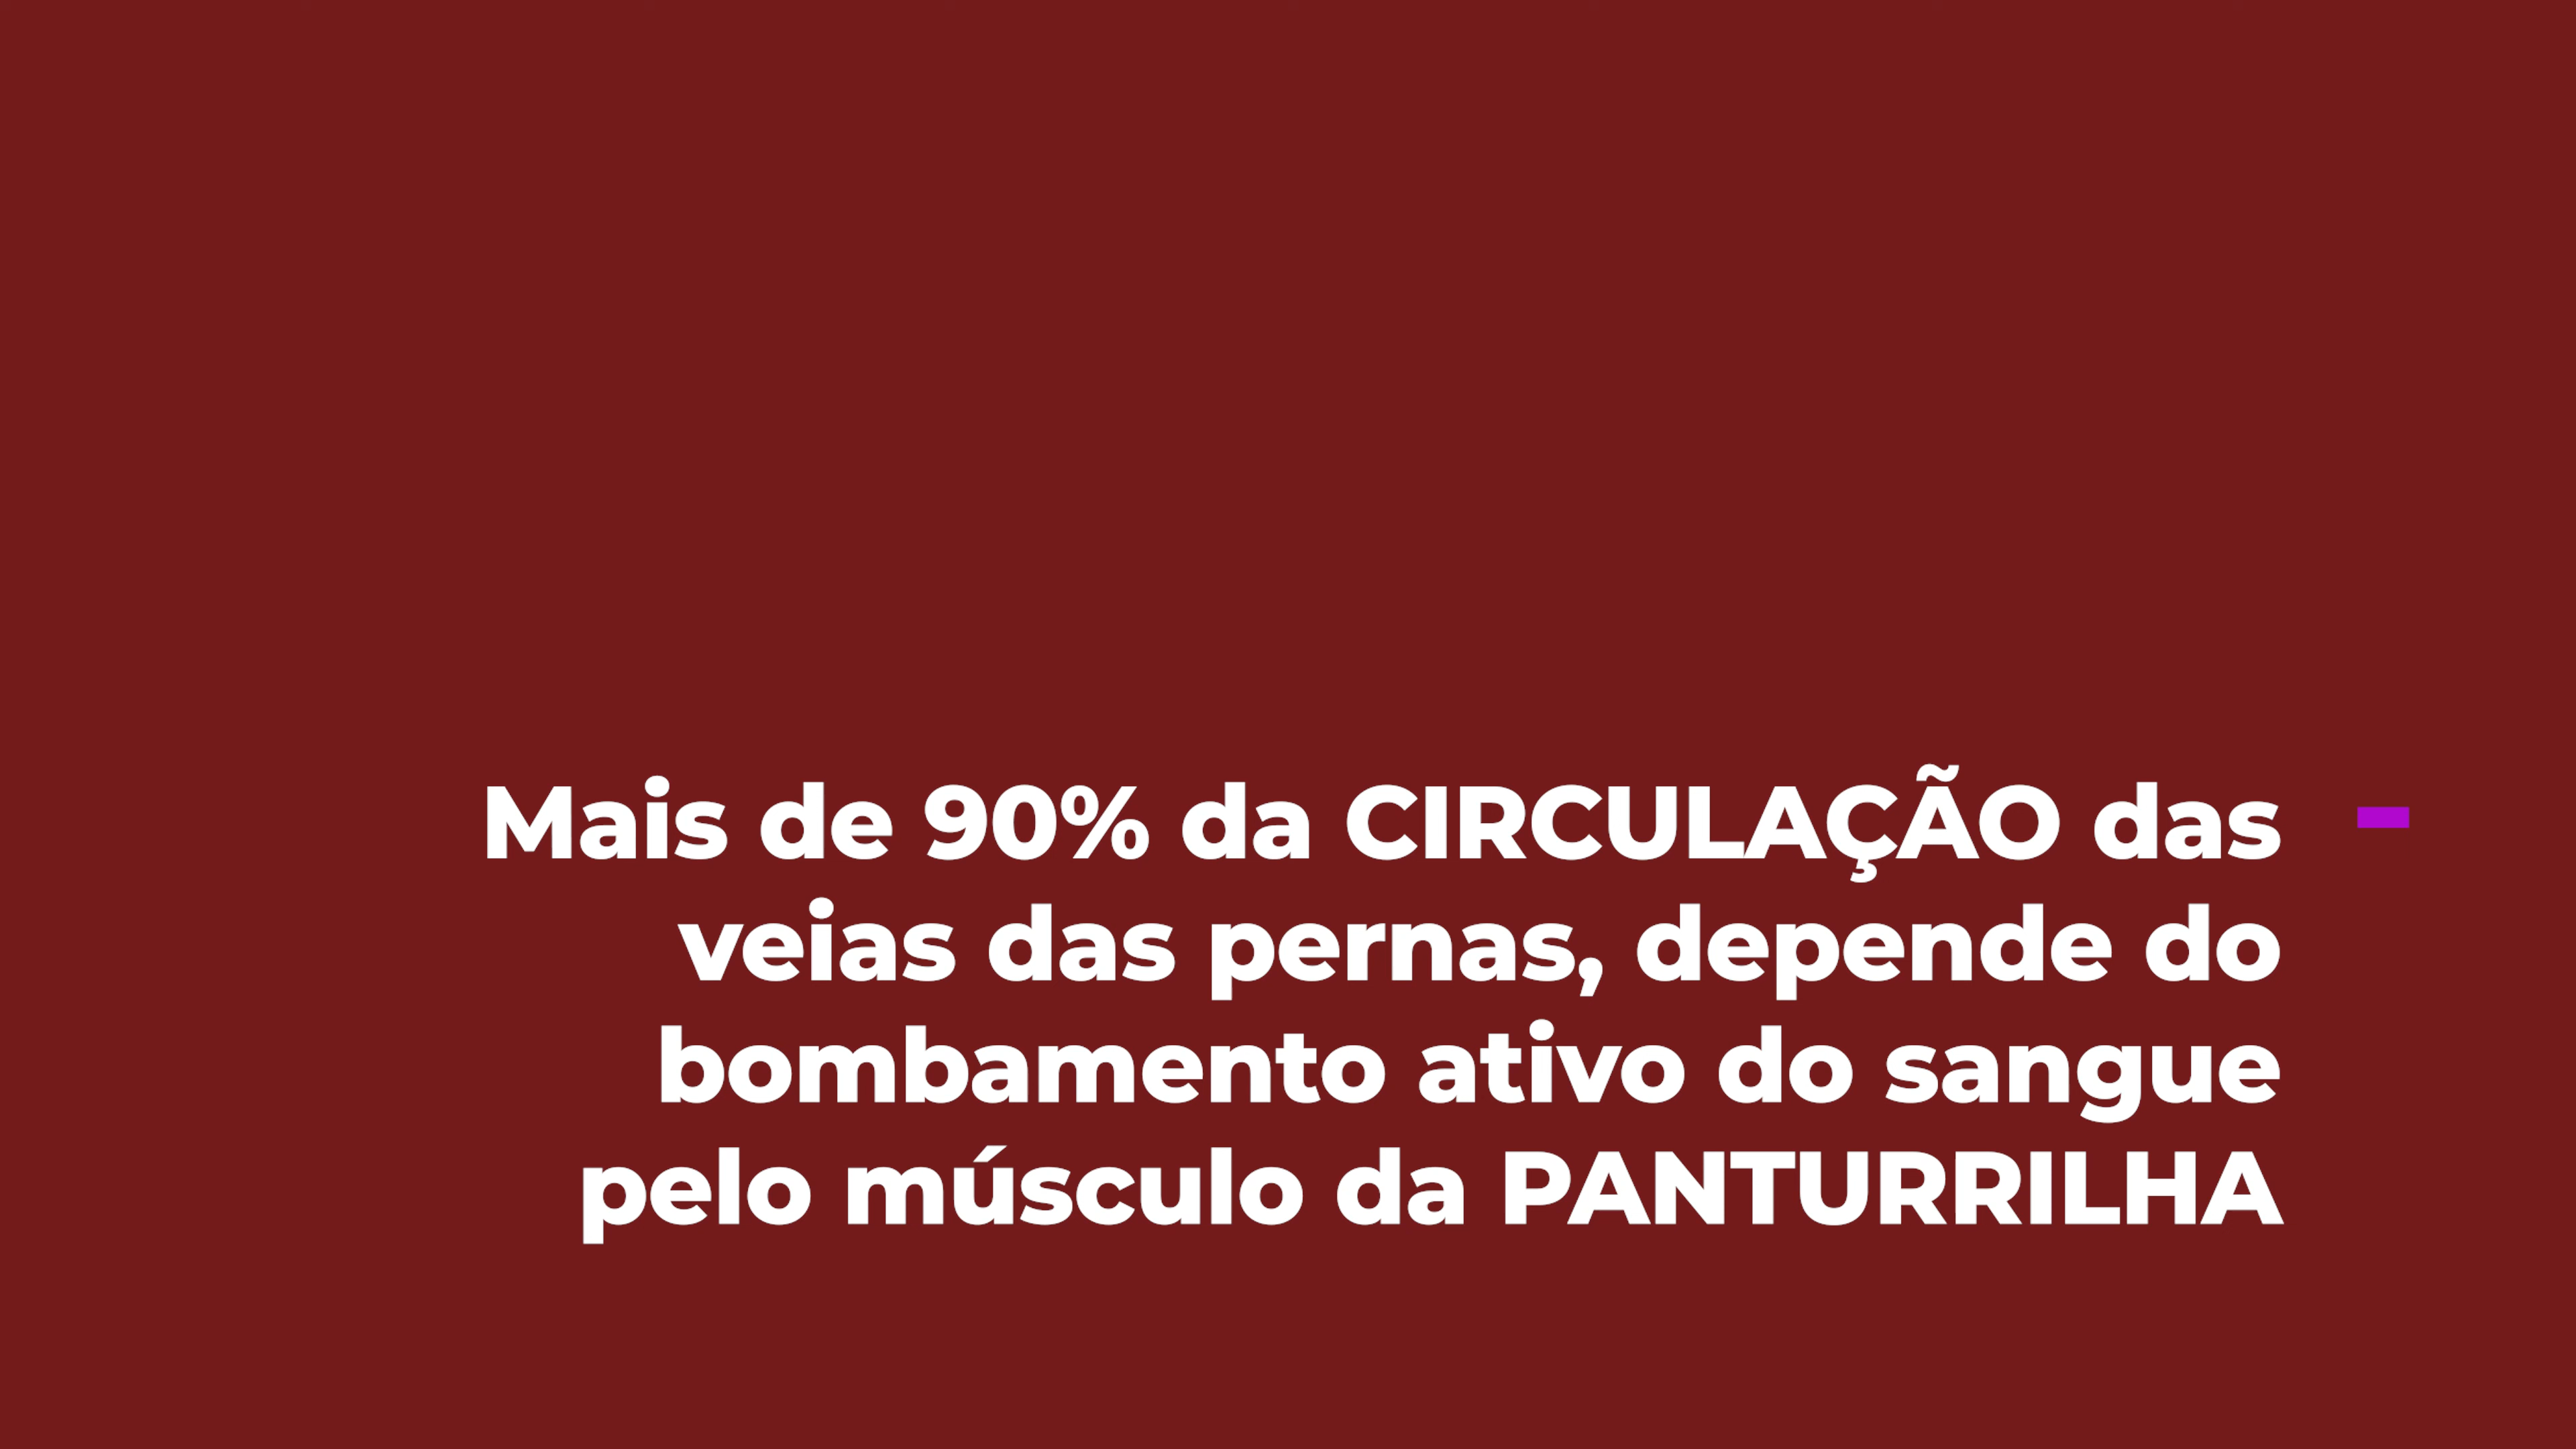 Mais de 90% da CIRCULAÇÃO das
veias das pernas, depende do
bombamento ativo do sangue
pelo músculo da PANTURRILHA